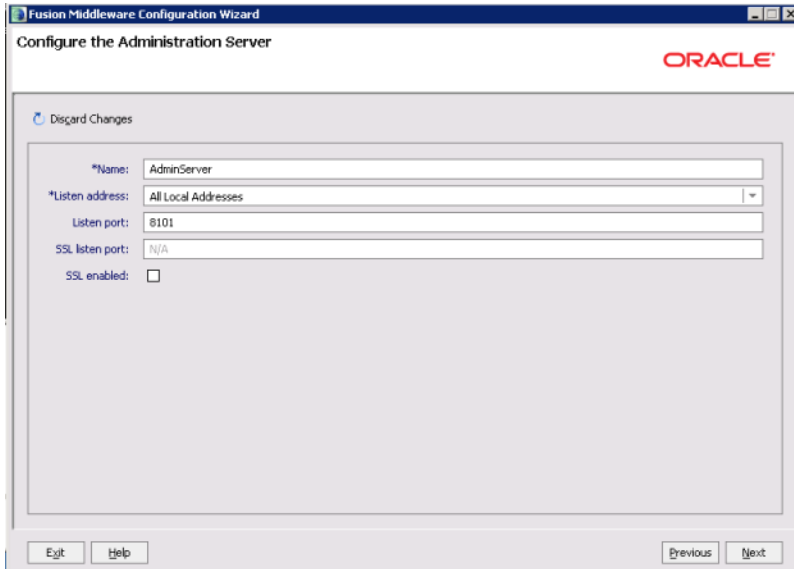 Fusion Middleware Configuration Wizard
Configure the Administration Server
ORACLE
Discard Changes
*Name: AdminServer
*Listen address: All Local Addresses
Listen port: 8101
SSL listen port: N/A
SSL enabled:
Exit Help Previous Next